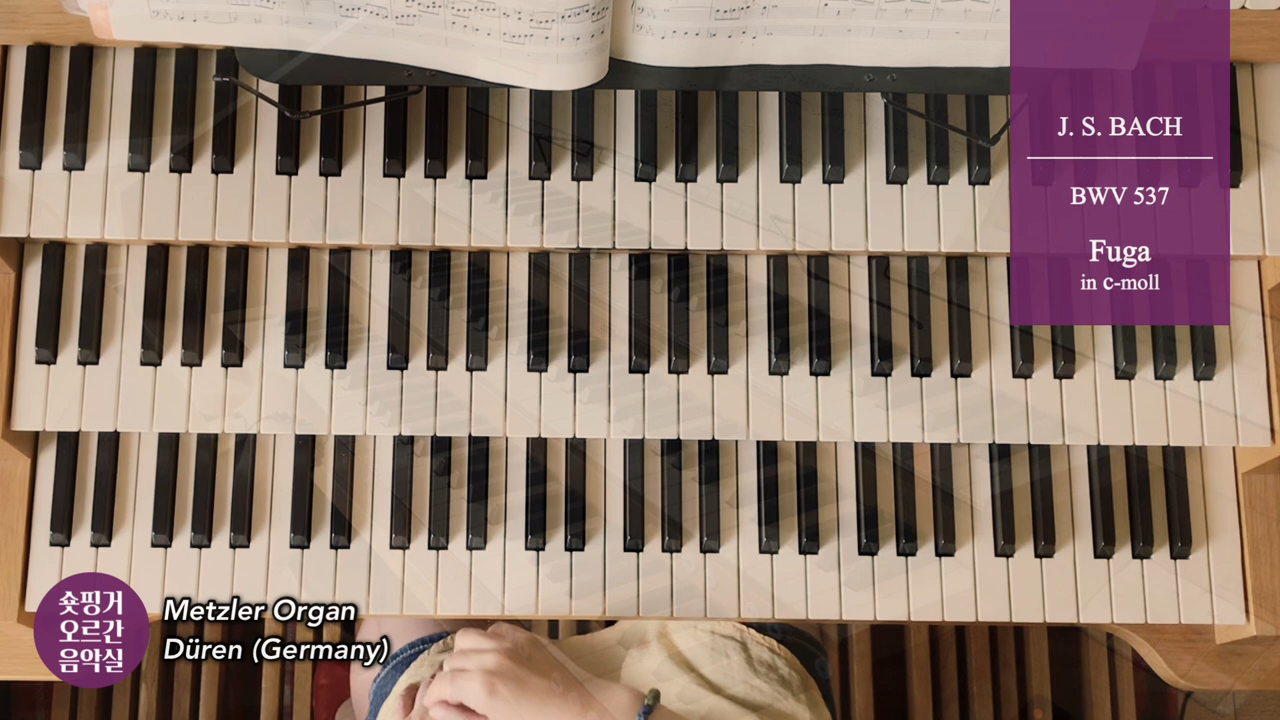 J. S. BACH
BWV 537
Fuga
in c-moll
숏핑거
오르간
음악실
Metzler Organ
Düren (Germany)